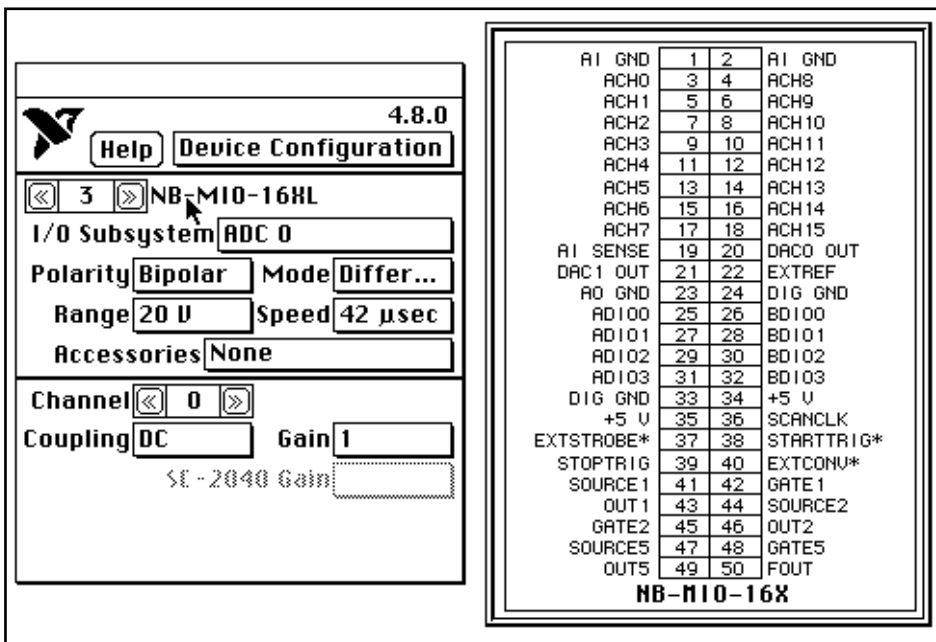 4.8.0
Help Device Configuration
« 3 » NB-MIO-16XL
I/O Subsystem ADC 0
Polarity Bipolar Mode Differ...
Range 20 V Speed 42 µsec
Accessories None
Channel « 0 »
Coupling DC Gain 1
SC-2040 Gain
AI GND 1 2 AI GND
ACH0 3 4 ACH8
ACH1 5 6 ACH9
ACH2 7 8 ACH10
ACH3 9 10 ACH11
ACH4 11 12 ACH12
ACH5 13 14 ACH13
ACH6 15 16 ACH14
ACH7 17 18 ACH15
AI SENSE 19 20 DAC0 OUT
DAC1 OUT 21 22 EXTREF
AO GND 23 24 DIG GND
ADIO0 25 26 BDIO0
ADIO1 27 28 BDIO1
ADIO2 29 30 BDIO2
ADIO3 31 32 BDIO3
DIG GND 33 34 +5 V
+5 V 35 36 SCANCLK
EXTSTROBE* 37 38 STARTTRIG*
STOPTRIG 39 40 EXTCONV*
SOURCE1 41 42 GATE1
OUT1 43 44 SOURCE2
GATE2 45 46 OUT2
SOURCE5 47 48 GATE5
OUT5 49 50 FOUT
NB-MIO-16X